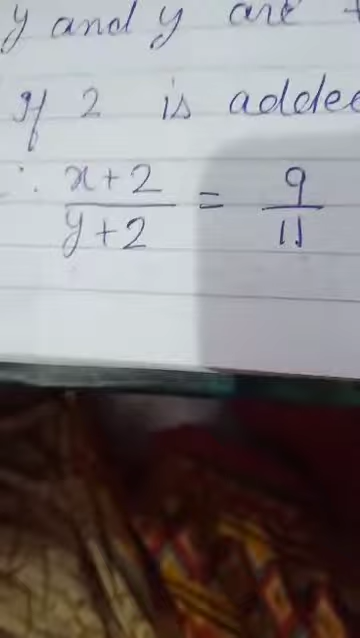 y and y are
If 2 is added
∴ x+2/y+2 = 9/11